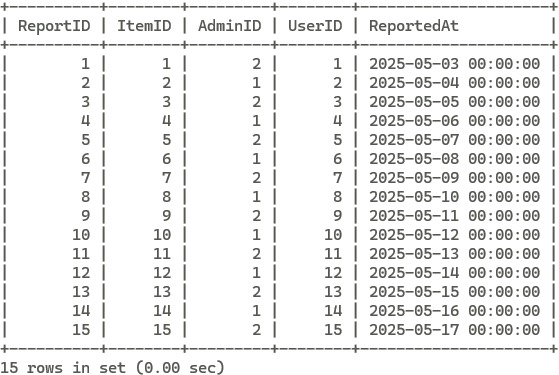 +----------+--------+---------+--------+---------------------+
| ReportID | ItemID | AdminID | UserID | ReportedAt          |
+----------+--------+---------+--------+---------------------+
|        1 |      1 |       2 |      1 | 2025-05-03 00:00:00 |
|        2 |      2 |       1 |      2 | 2025-05-04 00:00:00 |
|        3 |      3 |       2 |      3 | 2025-05-05 00:00:00 |
|        4 |      4 |       1 |      4 | 2025-05-06 00:00:00 |
|        5 |      5 |       2 |      5 | 2025-05-07 00:00:00 |
|        6 |      6 |       1 |      6 | 2025-05-08 00:00:00 |
|        7 |      7 |       2 |      7 | 2025-05-09 00:00:00 |
|        8 |      8 |       1 |      8 | 2025-05-10 00:00:00 |
|        9 |      9 |       2 |      9 | 2025-05-11 00:00:00 |
|       10 |     10 |       1 |     10 | 2025-05-12 00:00:00 |
|       11 |     11 |       2 |     11 | 2025-05-13 00:00:00 |
|       12 |     12 |       1 |     12 | 2025-05-14 00:00:00 |
|       13 |     13 |       2 |     13 | 2025-05-15 00:00:00 |
|       14 |     14 |       1 |     14 | 2025-05-16 00:00:00 |
|       15 |     15 |       2 |     15 | 2025-05-17 00:00:00 |
+----------+--------+---------+--------+---------------------+
15 rows in set (0.00 sec)